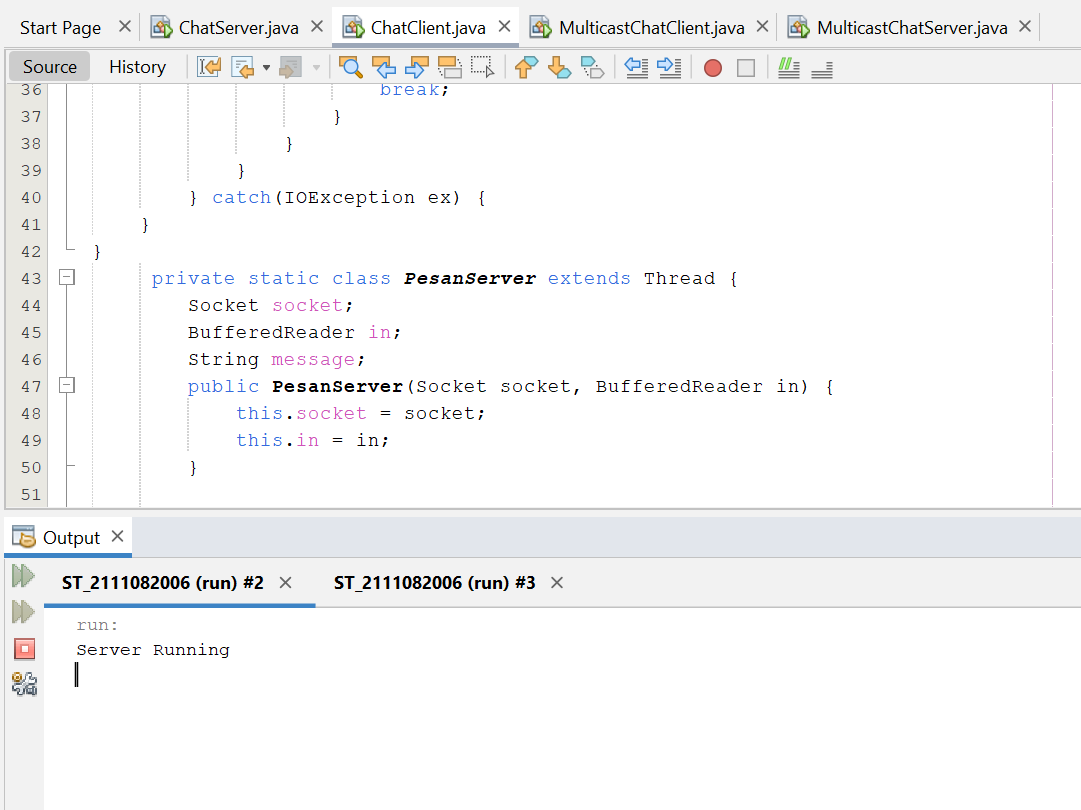 Start Page ChatServer.java ChatClient.java MulticastChatClient.java MulticastChatServer.java
Source History
36 break;
37 }
38 }
39 }
40 } catch(IOException ex) {
41 }
42 }
43 private static class PesanServer extends Thread {
44 Socket socket;
45 BufferedReader in;
46 String message;
47 public PesanServer(Socket socket, BufferedReader in) {
48 this.socket = socket;
49 this.in = in;
50 }
51
Output
ST_2111082006 (run) #2 ST_2111082006 (run) #3
run:
Server Running